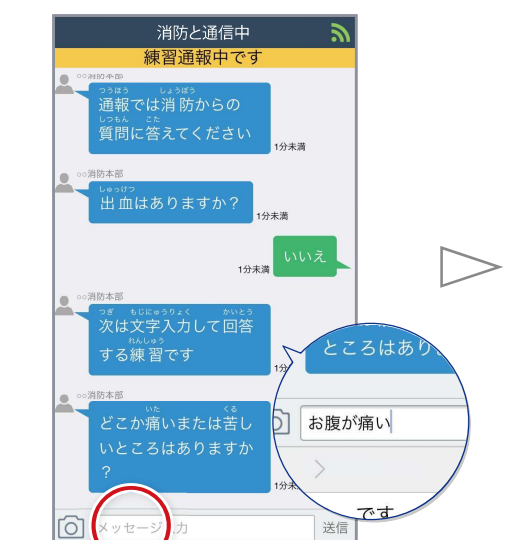 消防と通信中
練習通報中です
○○消防本部
つうほう しょうぼう
通報では消防からの
しつもん こた
質問に答えてください
1分未満
○○消防本部
しゅっけつ
出血はありますか?
1分未満
いいえ
1分未満
○○消防本部
つぎ もじにゅうりょく かいとう
次は文字入力して回答
れんしゅう
する練習です
1分
○○消防本部
いた くる
どこか痛いまたは苦し
いところはありますか
?
1分未
ところはあり
お腹が痛い
です
メッセージ入力
送信